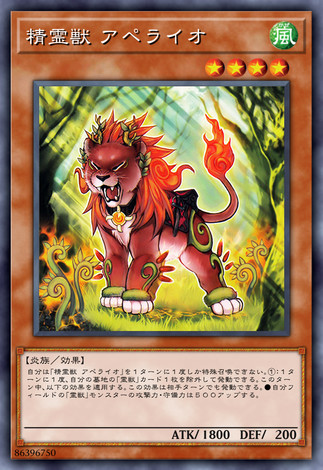 精霊獣 アペライオ
風
【炎族／効果】
自分は「精霊獣 アペライオ」を１ターンに１度しか特殊召喚できない。①：１タ
ーンに１度、自分の墓地の「霊獣」カード１枚を除外して発動できる。このター
ン中、以下の効果を適用する。この効果は相手ターンでも発動できる。●自分フ
ィールドの「霊獣」モンスターの攻撃力・守備力は５００アップする。
ATK/ 1800 DEF/ 200
86396750